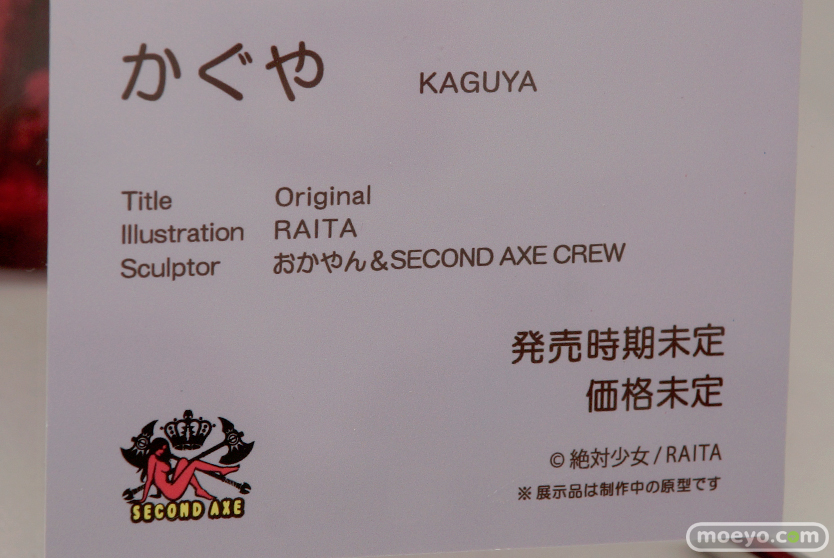 かぐや KAGUYA
Title Original
Illustration RAITA
Sculptor おかやん&SECOND AXE CREW
発売時期未定
価格未定
© 絶対少女/RAITA
※展示品は制作中の原型です
SECOND AXE
moeyo.com